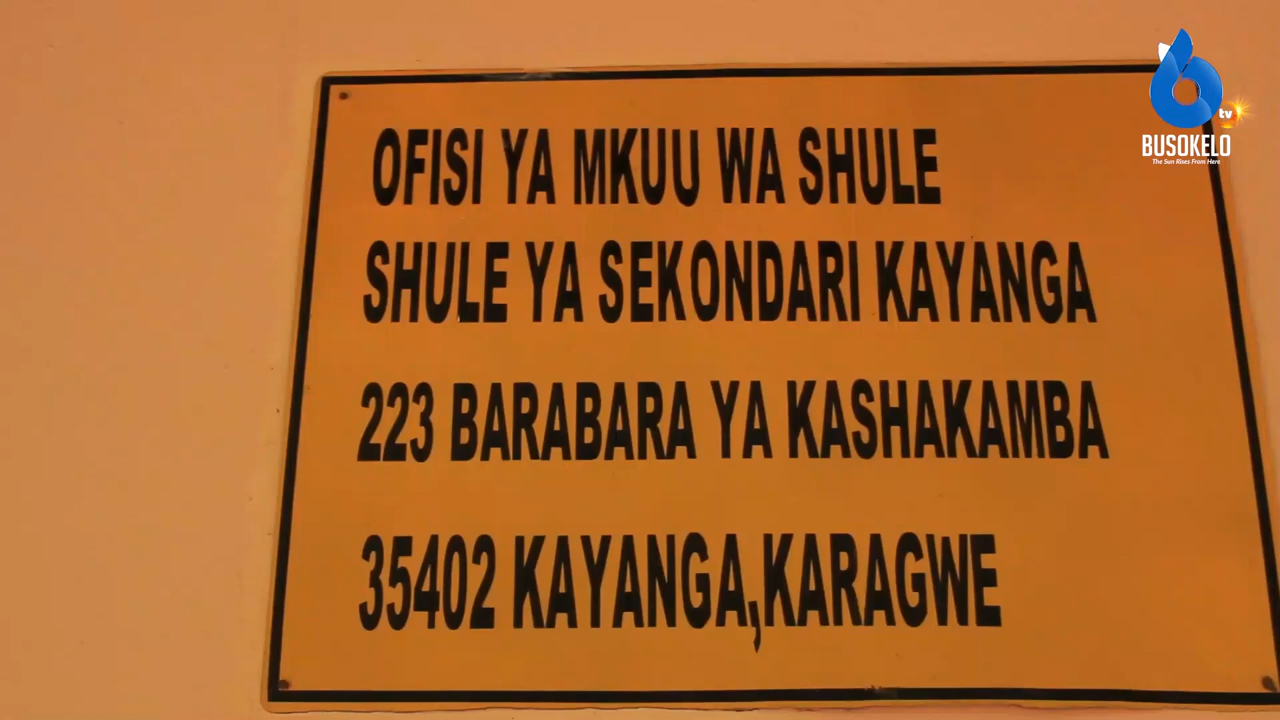 OFISI YA MKUU WA SHULE
SHULE YA SEKONDARI KAYANGA
223 BARABARA YA KASHAKAMBA
35402 KAYANGA,KARAGWE
tv
BUSOKELO
The Sun Rises From Here